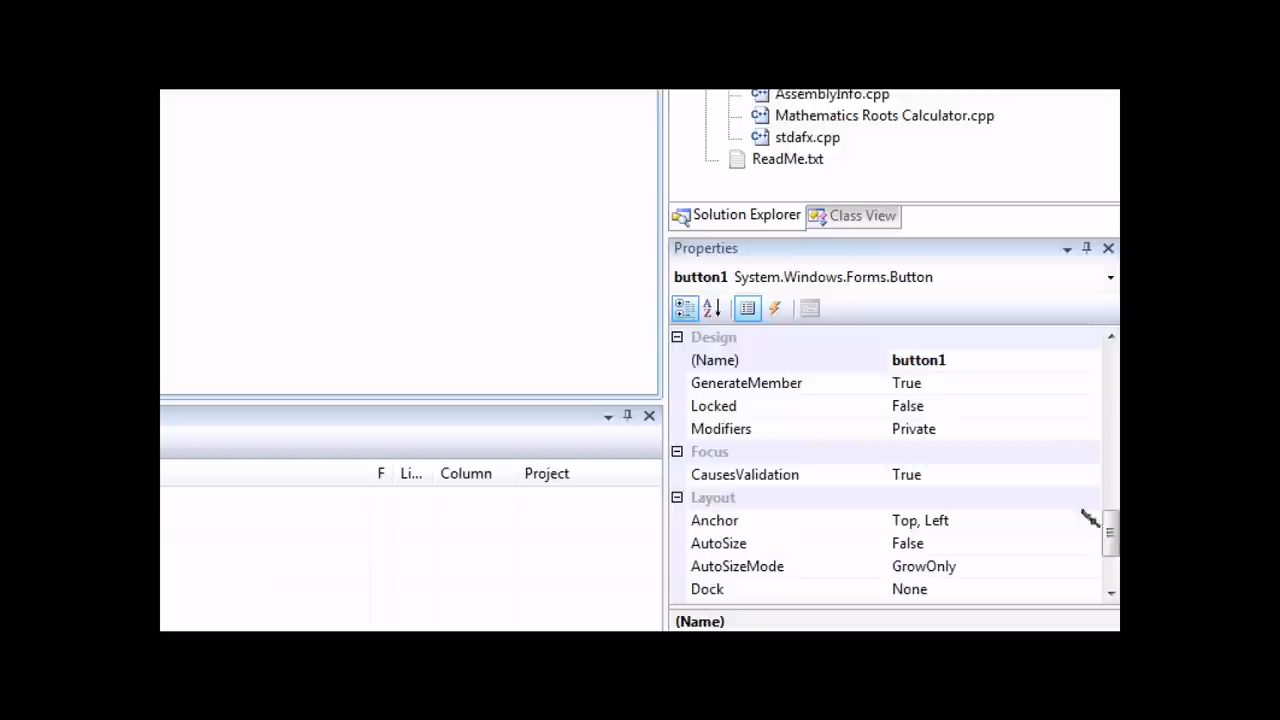 AssemblyInfo.cpp
Mathematics Roots Calculator.cpp
stdafx.cpp
ReadMe.txt
Solution Explorer Class View
Properties
button1 System.Windows.Forms.Button
Design
(Name) button1
GenerateMember True
Locked False
Modifiers Private
Focus
CausesValidation True
F Li... Column Project
Layout
Anchor Top, Left
AutoSize False
AutoSizeMode GrowOnly
Dock None
(Name)